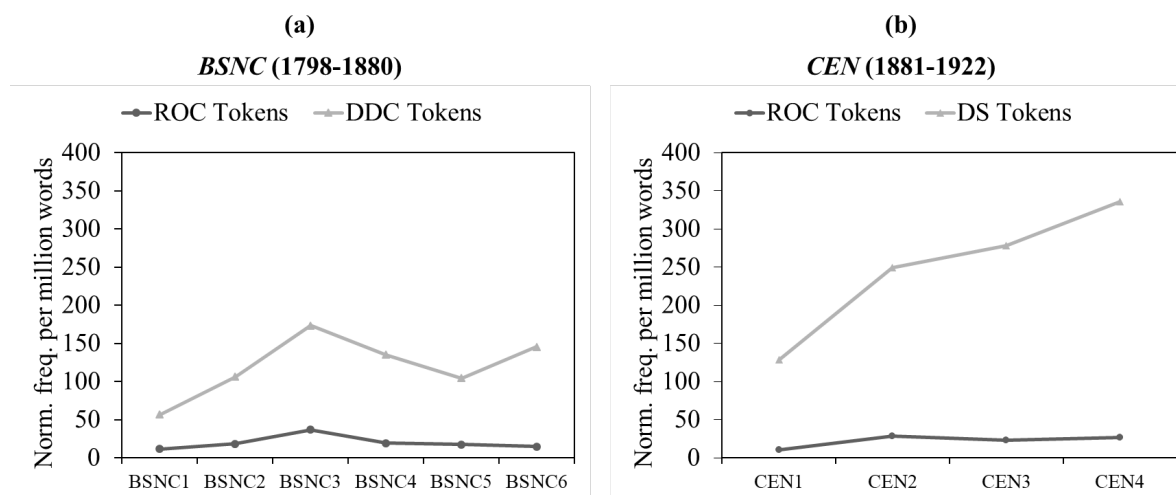 (a)
BSNC (1798-1880)
ROC Tokens DDC Tokens
Norm. freq. per million words
400
350
300
250
200
150
100
50
0
BSNC1 BSNC2 BSNC3 BSNC4 BSNC5 BSNC6
(b)
CEN (1881-1922)
ROC Tokens DS Tokens
Norm. freq. per million words
400
350
300
250
200
150
100
50
0
CEN1 CEN2 CEN3 CEN4